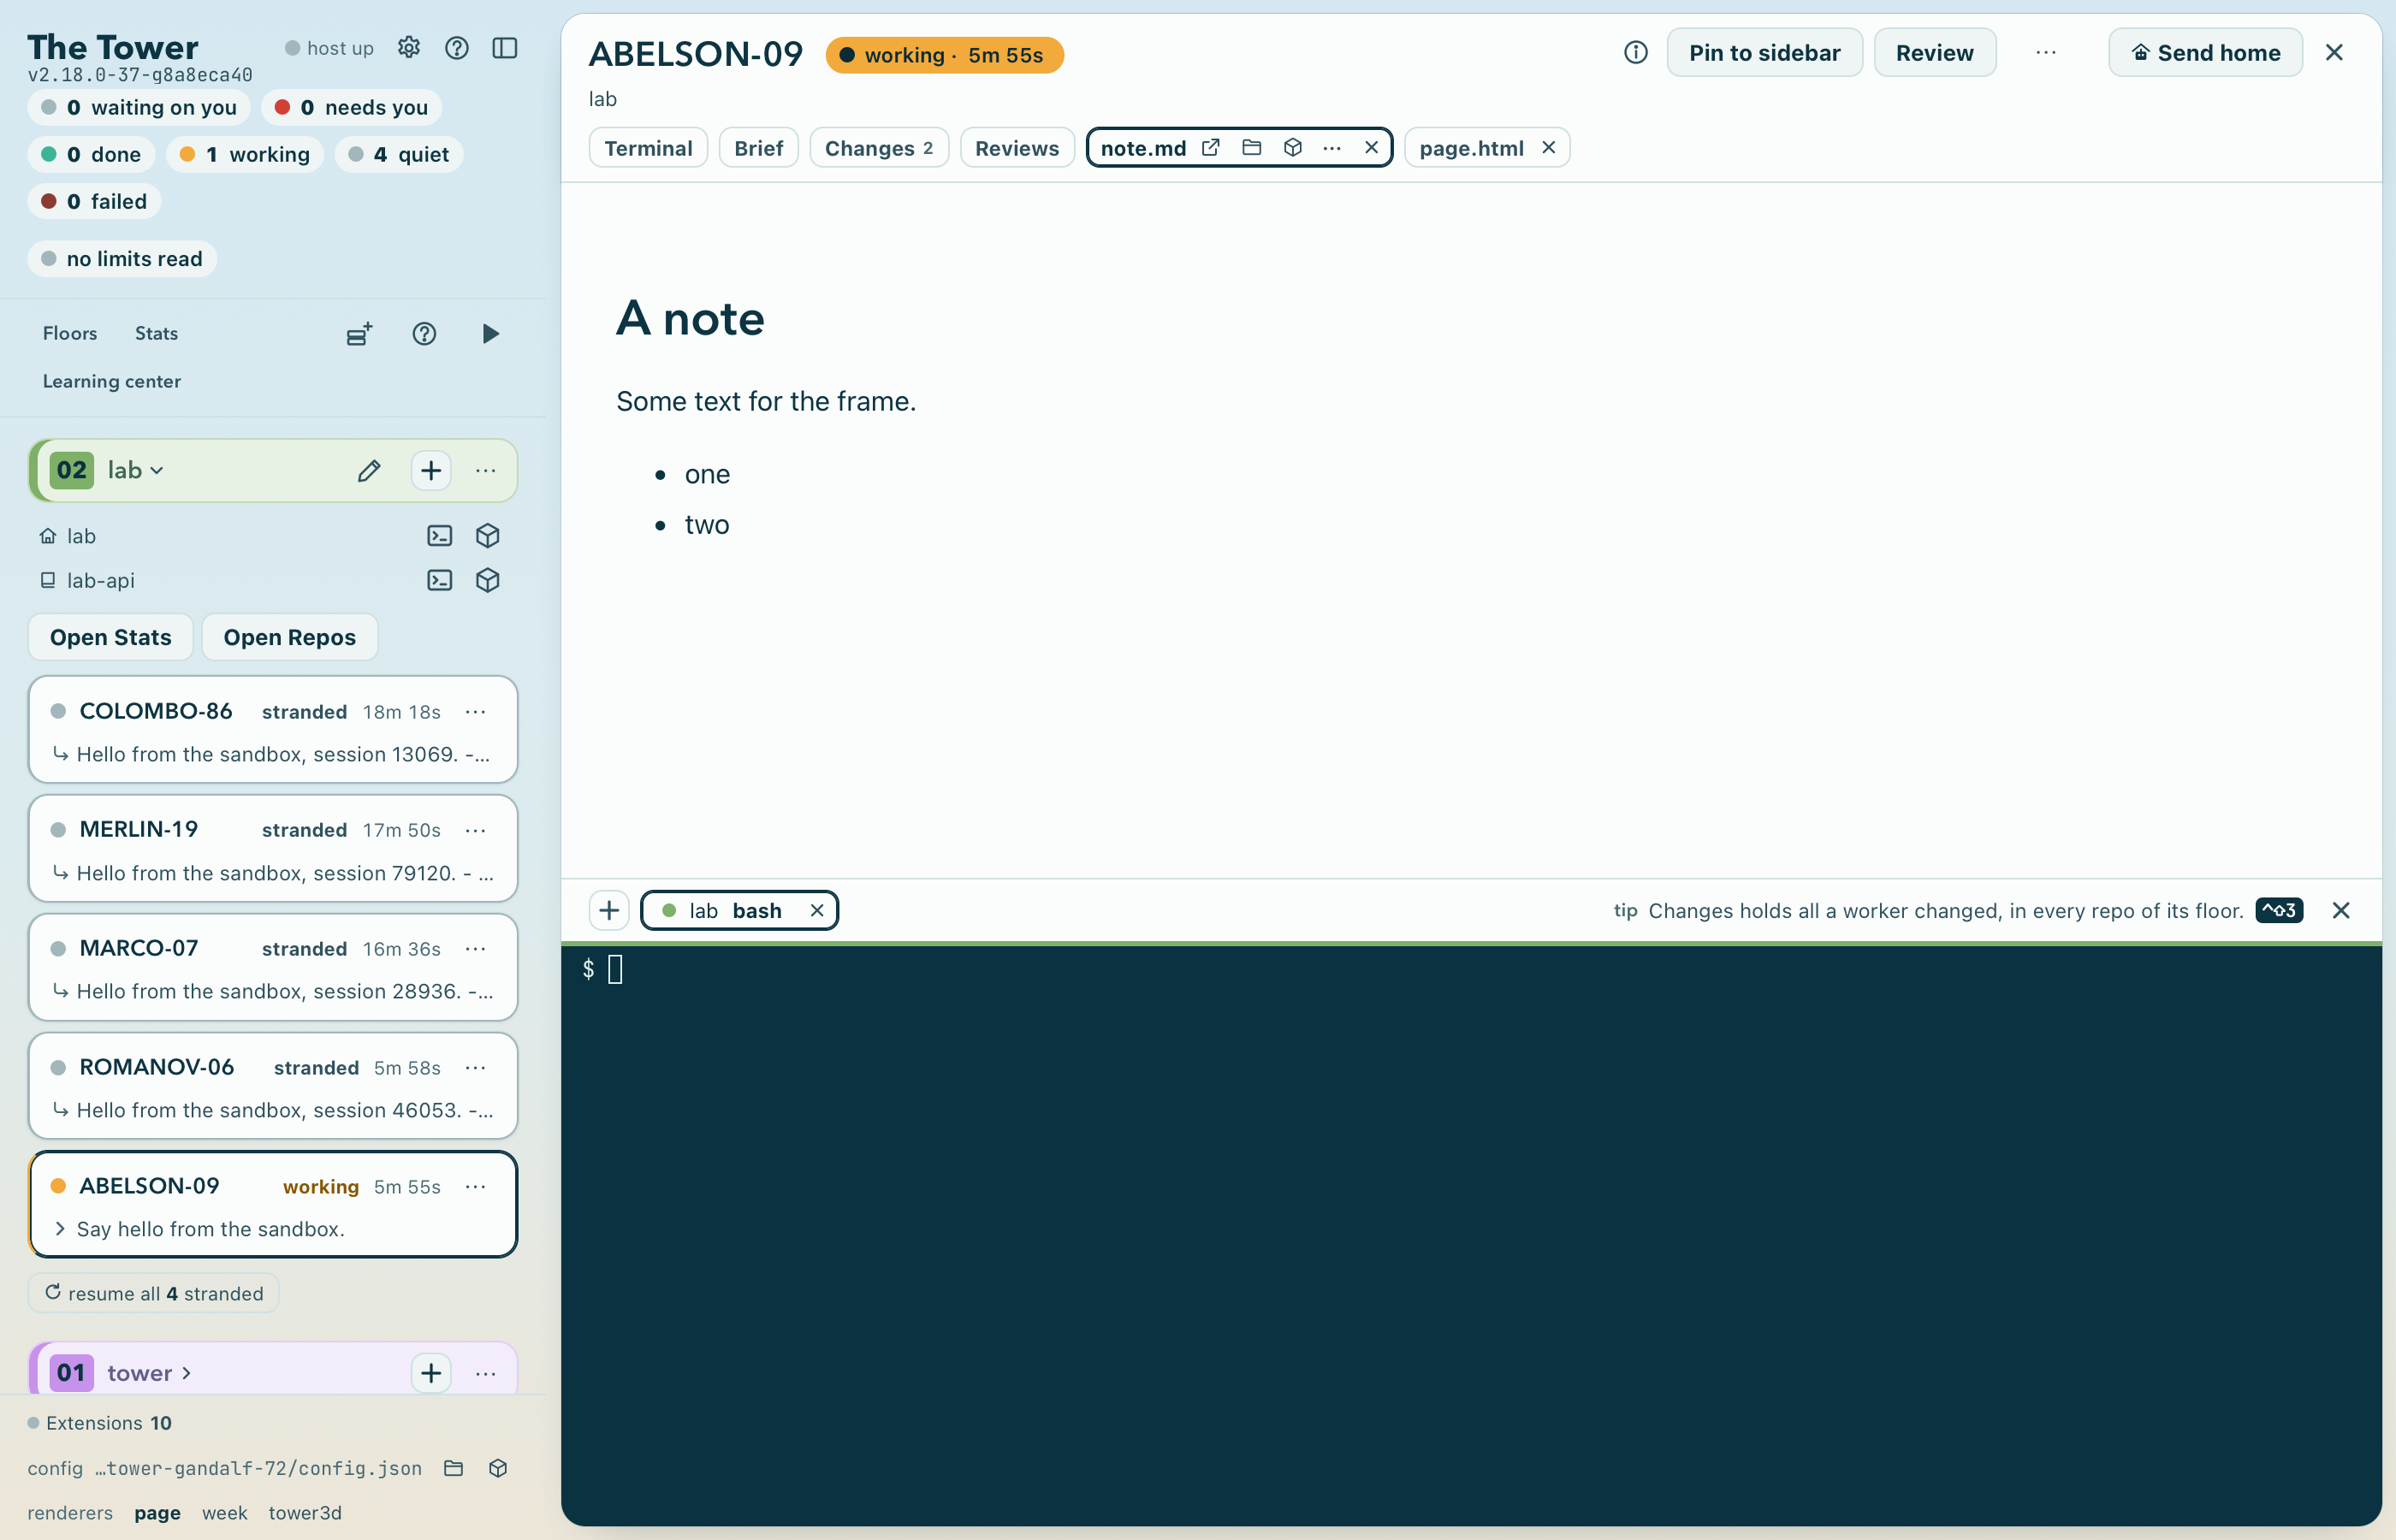 The Tower
host up
v2.18.0-37-g8a8eca40
0 waiting on you
0 needs you
0 done
1 working
4 quiet
0 failed
no limits read
Floors
Stats
Learning center
02 lab
lab
lab-api
Open Stats
Open Repos
COLOMBO-86 stranded 18m 18s ...
Hello from the sandbox, session 13069. -...
MERLIN-19 stranded 17m 50s ...
Hello from the sandbox, session 79120. - ...
MARCO-07 stranded 16m 36s ...
Hello from the sandbox, session 28936. -...
ROMANOV-06 stranded 5m 58s ...
Hello from the sandbox, session 46053. -...
ABELSON-09 working 5m 55s ...
Say hello from the sandbox.
resume all 4 stranded
01 tower
Extensions 10
config …tower-gandalf-72/config.json
renderers page week tower3d
ABELSON-09 working · 5m 55s
Pin to sidebar
Review
Send home
lab
Terminal
Brief
Changes 2
Reviews
note.md
page.html
A note
Some text for the frame.
• one
• two
lab bash
tip Changes holds all a worker changed, in every repo of its floor. ^⇧3
$